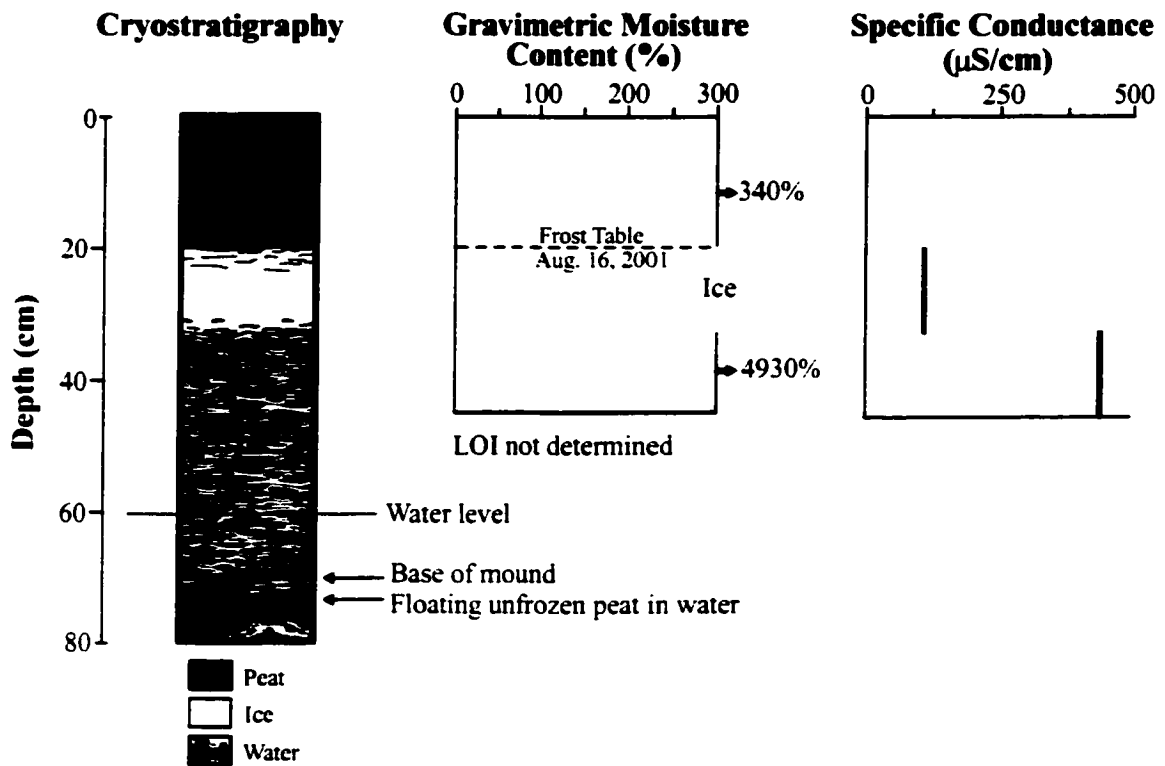 Cryostratigraphy
Gravimetric Moisture
Content (%)
Specific Conductance
(µS/cm)
0 100 200 300
0 250 500
0
20
40
60
80
Depth (cm)
340%
Frost Table
Aug. 16, 2001
Ice
4930%
LOI not determined
Water level
Base of mound
Floating unfrozen peat in water
Peat
Ice
Water